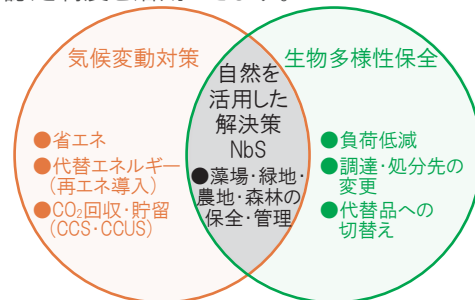 気候変動対策
●省エネ
●代替エネルギー
(再エネ導入)
●CO₂回収・貯留
(CCS・CCUS)
自然を
活用した
解決策
NbS
●藻場・緑地・
農地・森林の
保全・管理
生物多様性保全
●負荷低減
●調達・処分先の
変更
●代替品への
切替え